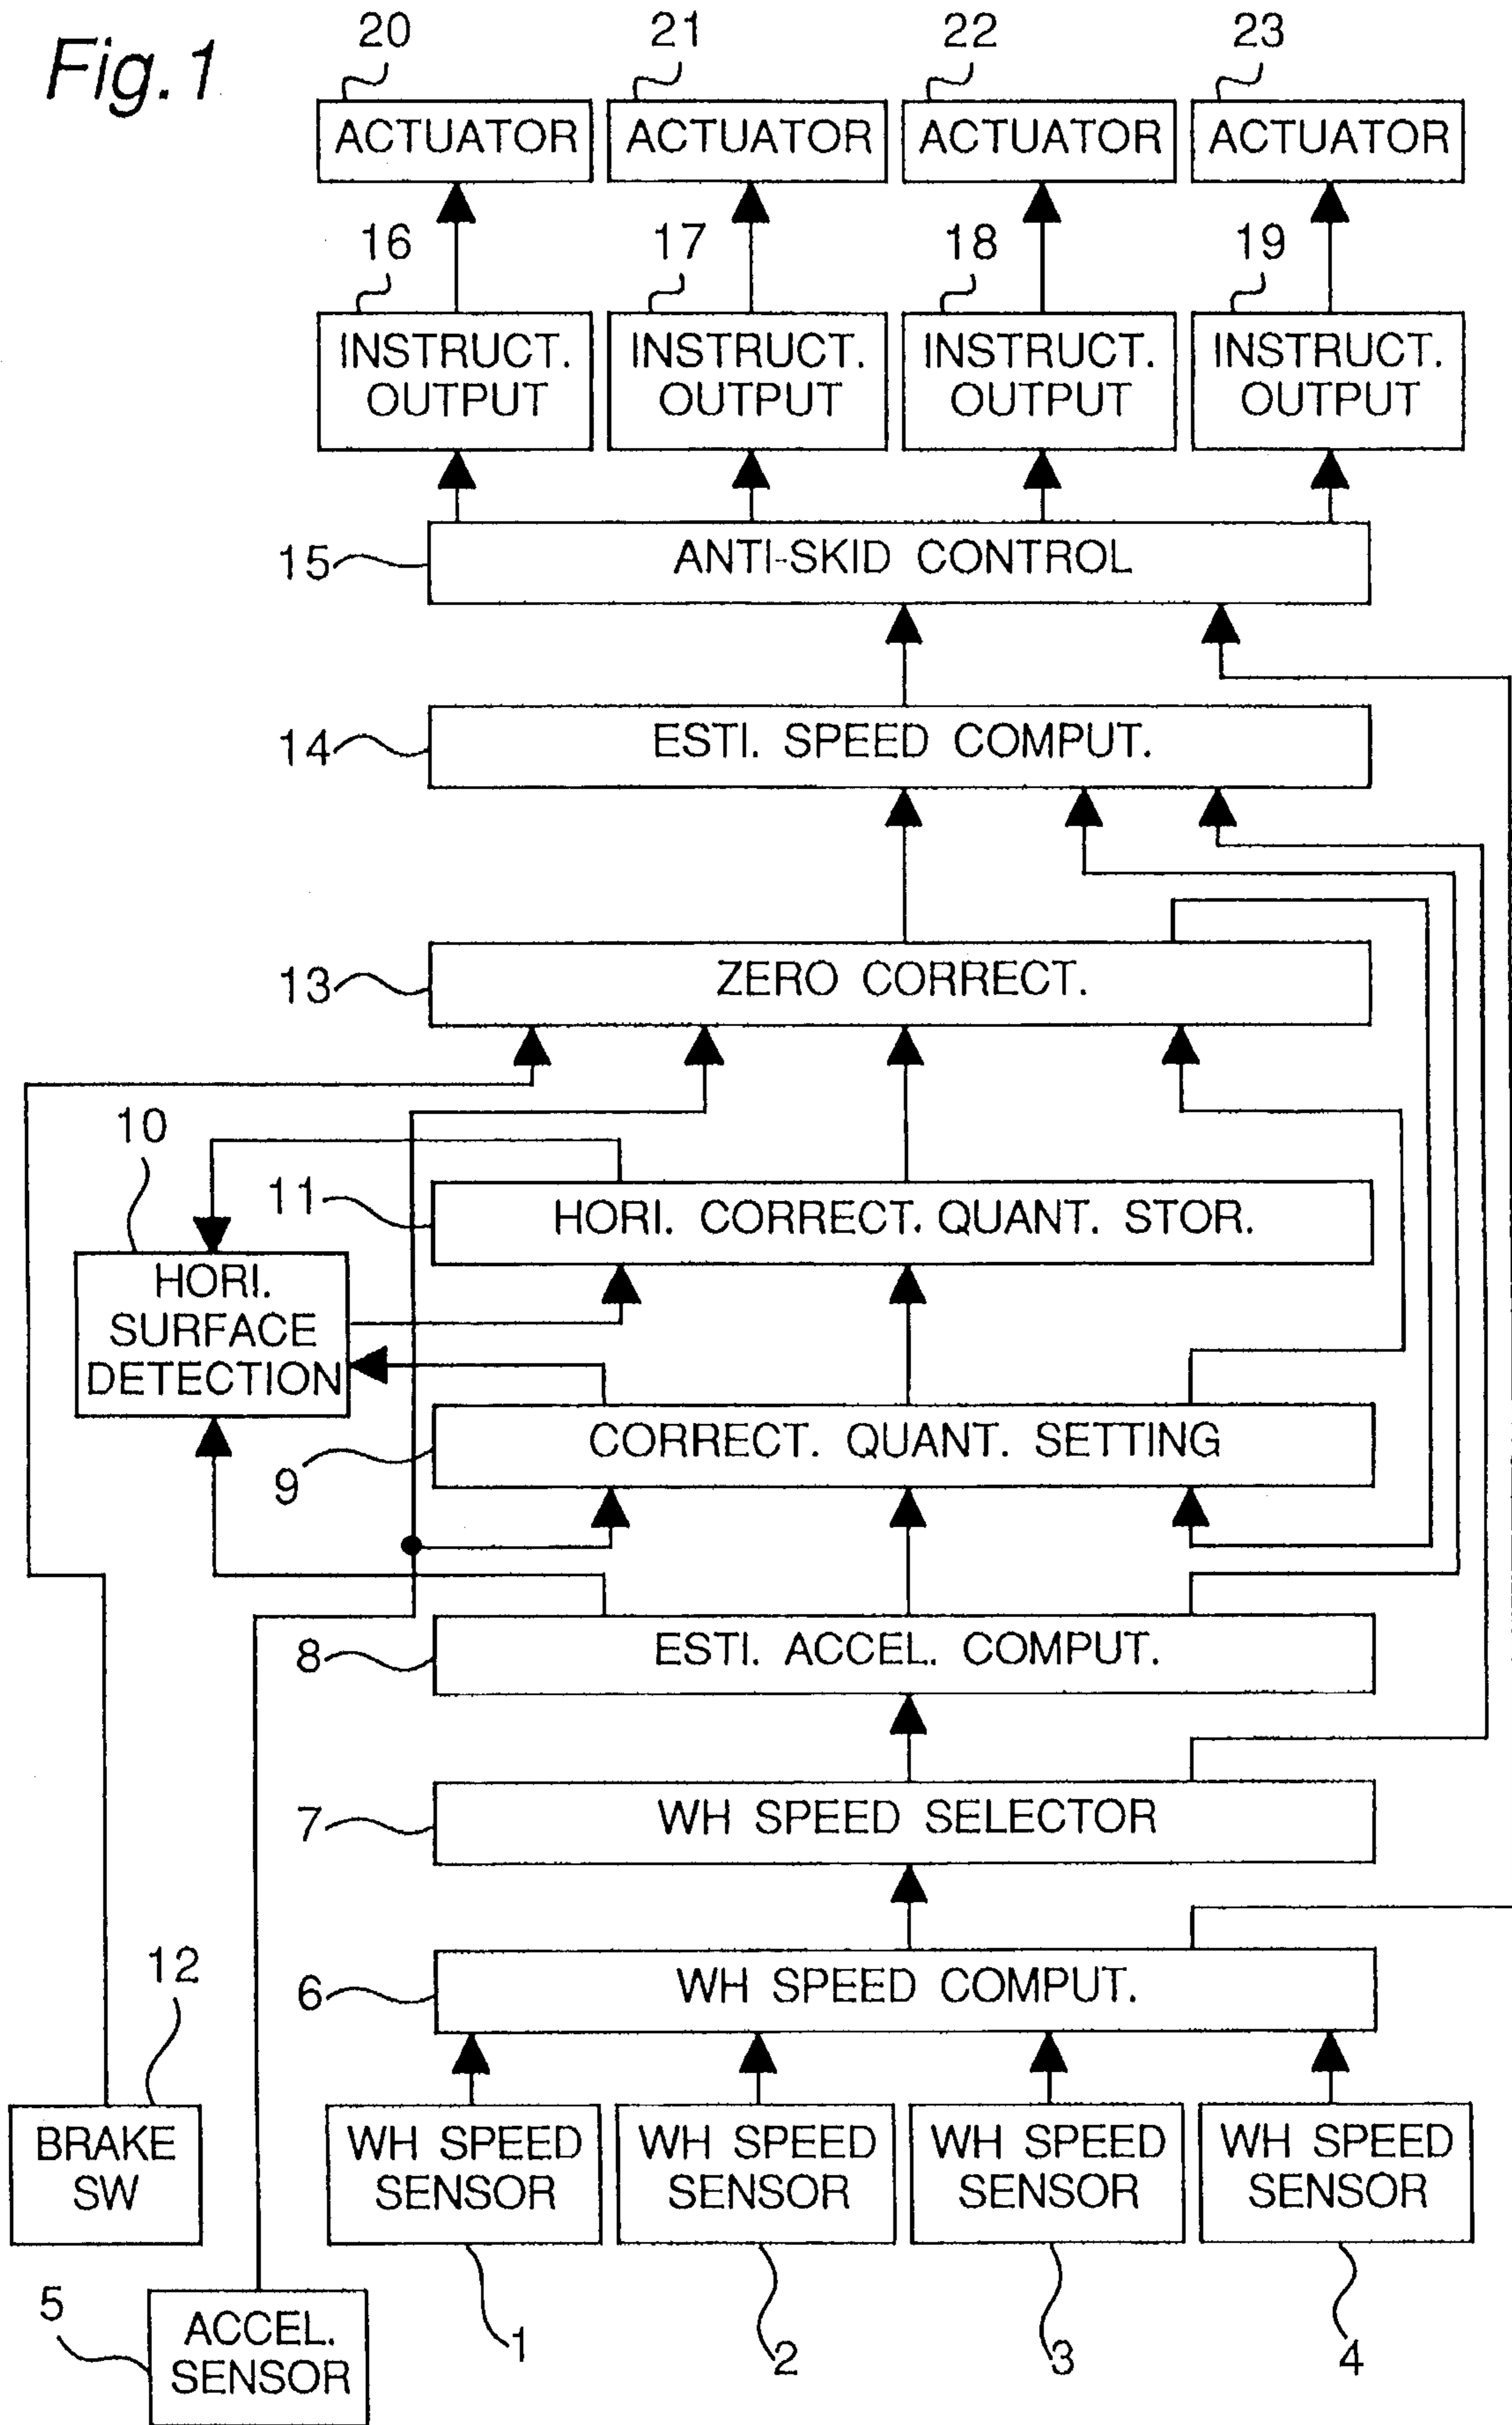 Fig.1
20
21
22
23
ACTUATOR
ACTUATOR
ACTUATOR
ACTUATOR
16
17
18
19
INSTRUCT.
OUTPUT
INSTRUCT.
OUTPUT
INSTRUCT.
OUTPUT
INSTRUCT.
OUTPUT
15
ANTI-SKID CONTROL
14
ESTI. SPEED COMPUT.
13
ZERO CORRECT.
10
11
HORI. CORRECT. QUANT. STOR.
HORI.
SURFACE
DETECTION
9
CORRECT. QUANT. SETTING
8
ESTI. ACCEL. COMPUT.
7
WH SPEED SELECTOR
12
6
WH SPEED COMPUT.
BRAKE
SW
WH SPEED
SENSOR
WH SPEED
SENSOR
WH SPEED
SENSOR
WH SPEED
SENSOR
5
ACCEL.
SENSOR
1
2
3
4